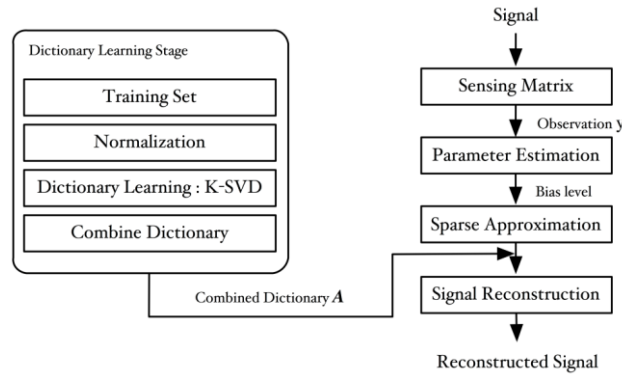 Dictionary Learning Stage
Training Set
Normalization
Dictionary Learning : K-SVD
Combine Dictionary
Combined Dictionary A
Signal
Sensing Matrix
Observation y
Parameter Estimation
Bias level
Sparse Approximation
Signal Reconstruction
Reconstructed Signal